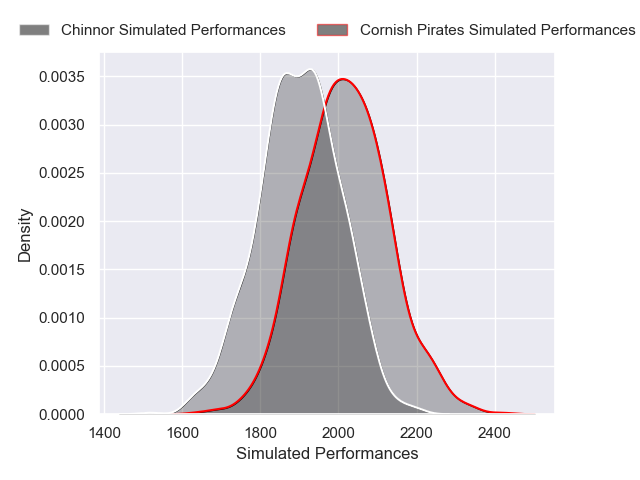 Chinnor Simulated Performances Cornish Pirates Simulated Performances
0.0035
0.0030
0.0025
0.0020
0.0015
0.0010
0.0005
0.0000
Density
1400 1600 1800 2000 2200 2400
Simulated Performances